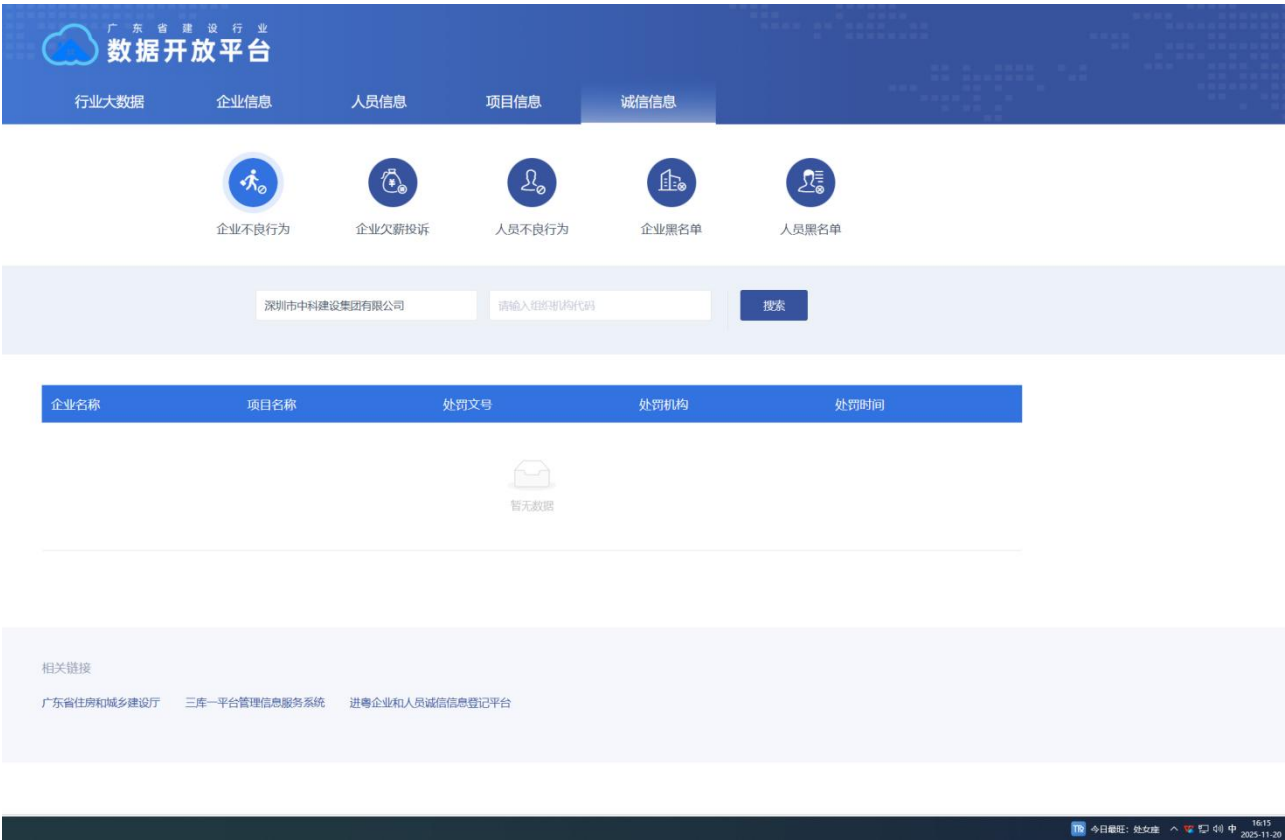 广东省建设行业
数据开放平台
行业大数据 企业信息 人员信息 项目信息 诚信信息
企业不良行为 企业欠薪投诉 人员不良行为 企业黑名单 人员黑名单
深圳市中科建设集团有限公司 请输入组织机构代码 搜索
企业名称 项目名称 处罚文号 处罚机构 处罚时间
暂无数据
相关链接
广东省住房和城乡建设厅 三库一平台管理信息服务系统 进粤企业和人员诚信信息登记平台
今日最旺：处女座 中 16:15
2025-11-20